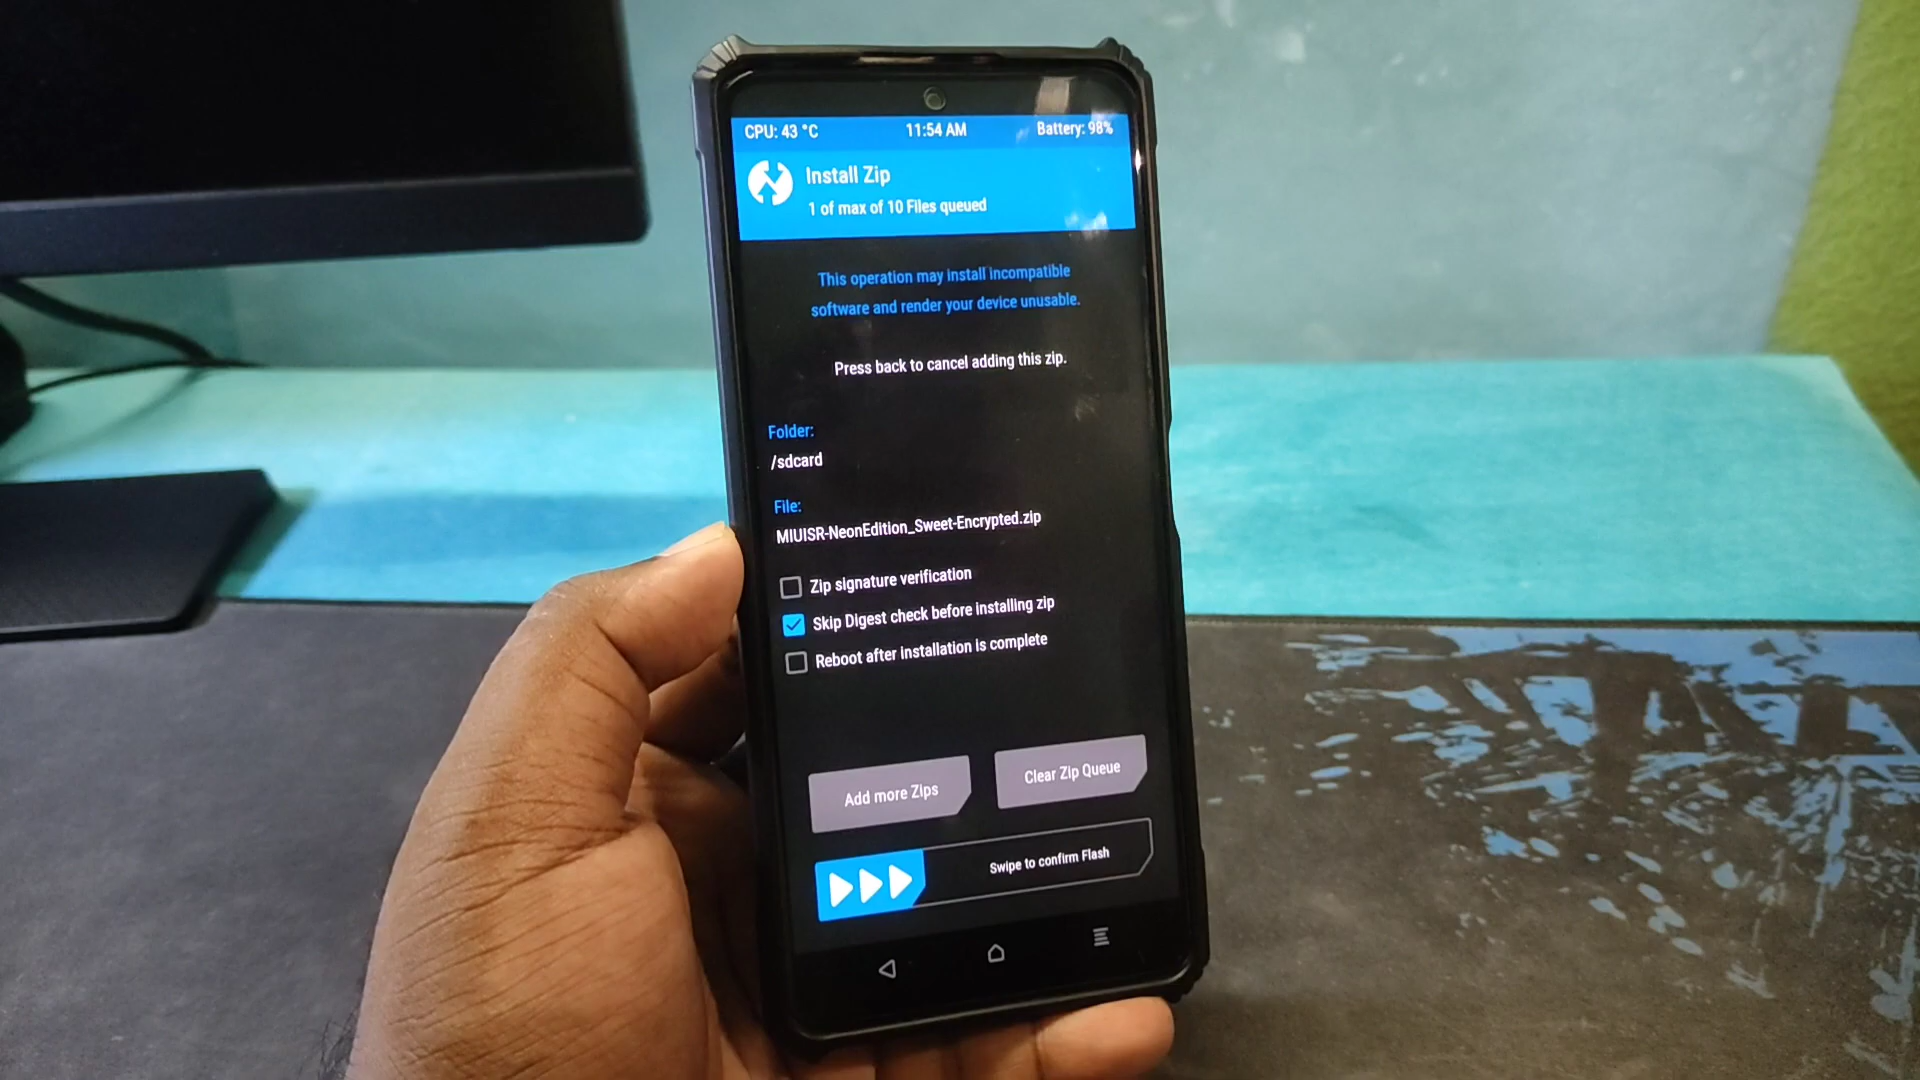 CPU: 43 °C 11:54 AM Battery: 98%
Install Zip
1 of max of 10 Files queued
This operation may install incompatible
software and render your device unusable.
Press back to cancel adding this zip.
Folder:
/sdcard
File:
MIUISR-NeonEdition_Sweet-Encrypted.zip
Zip signature verification
Skip Digest check before installing zip
Reboot after installation is complete
Add more Zips
Clear Zip Queue
Swipe to confirm Flash